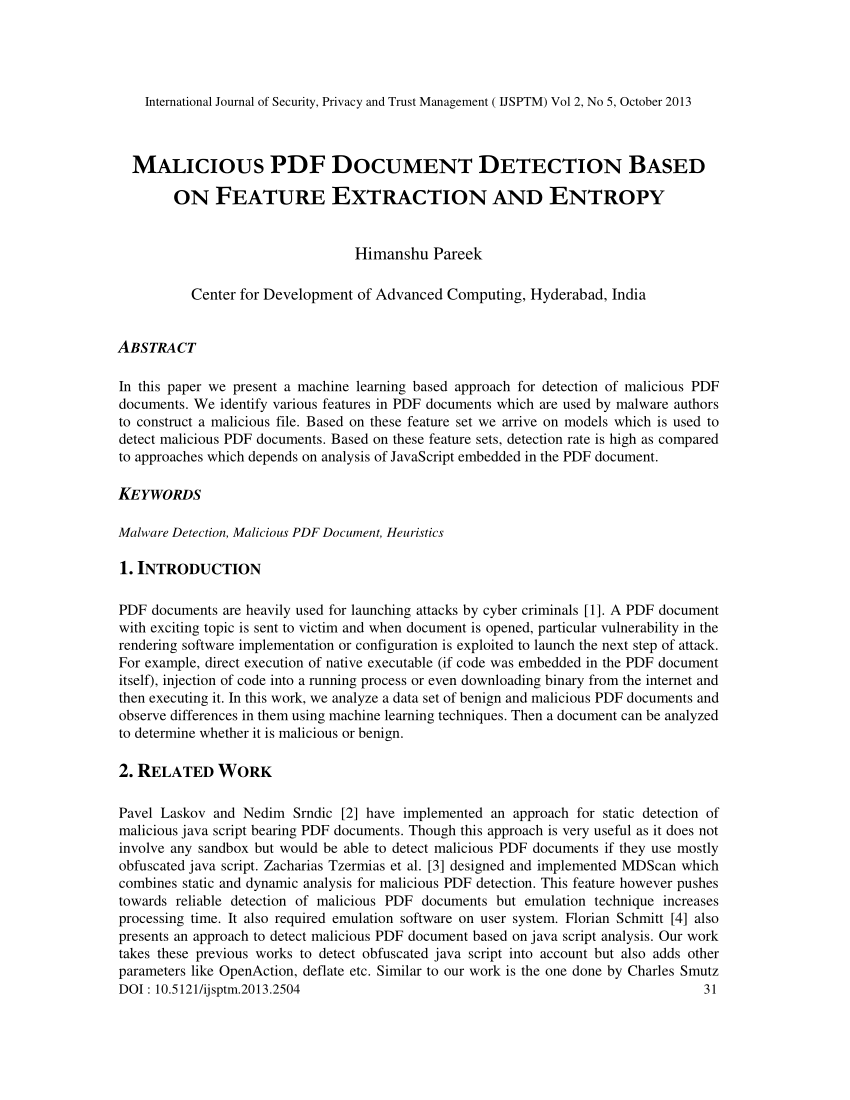 International Journal of Security, Privacy and Trust Management ( IJSPTM) Vol 2, No 5, October 2013
MALICIOUS PDF DOCUMENT DETECTION BASED
ON FEATURE EXTRACTION AND ENTROPY
Himanshu Pareek
Center for Development of Advanced Computing, Hyderabad, India
ABSTRACT
In this paper we present a machine learning based approach for detection of malicious PDF
documents. We identify various features in PDF documents which are used by malware authors
to construct a malicious file. Based on these feature set we arrive on models which is used to
detect malicious PDF documents. Based on these feature sets, detection rate is high as compared
to approaches which depends on analysis of JavaScript embedded in the PDF document.
KEYWORDS
Malware Detection, Malicious PDF Document, Heuristics
1. INTRODUCTION
PDF documents are heavily used for launching attacks by cyber criminals [1]. A PDF document
with exciting topic is sent to victim and when document is opened, particular vulnerability in the
rendering software implementation or configuration is exploited to launch the next step of attack.
For example, direct execution of native executable (if code was embedded in the PDF document
itself), injection of code into a running process or even downloading binary from the internet and
then executing it. In this work, we analyze a data set of benign and malicious PDF documents and
observe differences in them using machine learning techniques. Then a document can be analyzed
to determine whether it is malicious or benign.
2. RELATED WORK
Pavel Laskov and Nedim Srndic [2] have implemented an approach for static detection of
malicious java script bearing PDF documents. Though this approach is very useful as it does not
involve any sandbox but would be able to detect malicious PDF documents if they use mostly
obfuscated java script. Zacharias Tzermias et al. [3] designed and implemented MDScan which
combines static and dynamic analysis for malicious PDF detection. This feature however pushes
towards reliable detection of malicious PDF documents but emulation technique increases
processing time. It also required emulation software on user system. Florian Schmitt [4] also
presents an approach to detect malicious PDF document based on java script analysis. Our work
takes these previous works to detect obfuscated java script into account but also adds other
parameters like OpenAction, deflate etc. Similar to our work is the one done by Charles Smutz
DOI : 10.5121/ijsptm.2013.2504 31